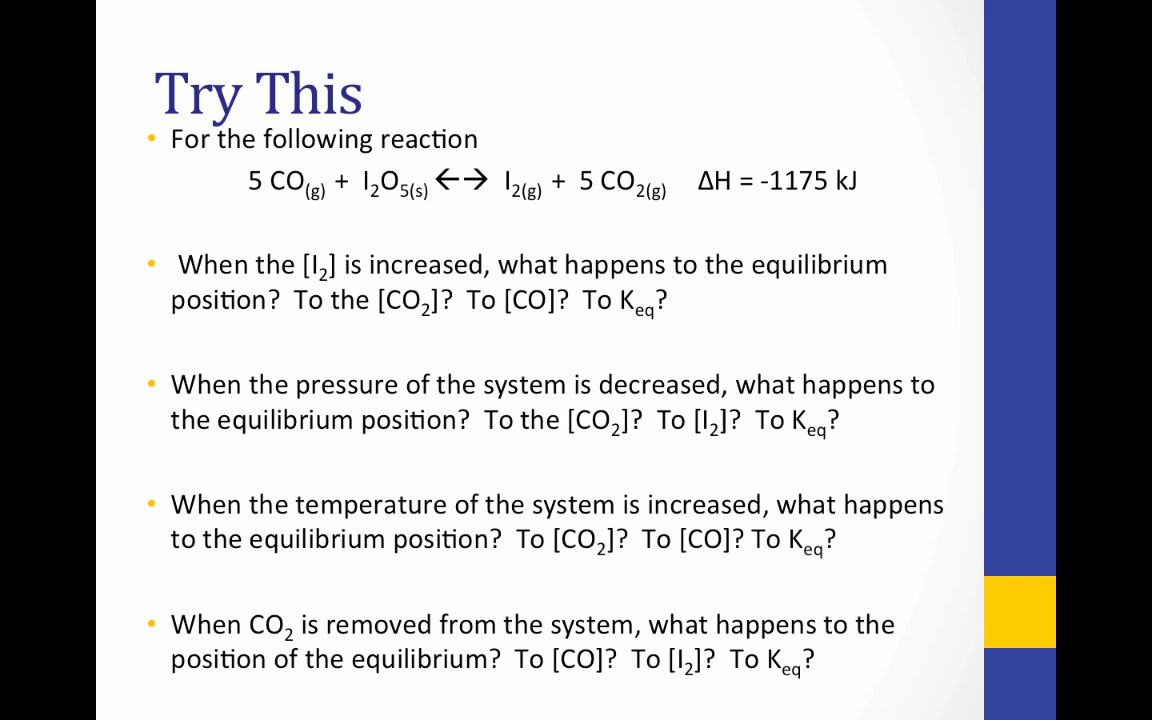 Try This
• For the following reaction
5 CO(g) + I2O5(s) ←→ I2(g) + 5 CO2(g) ΔH = -1175 kJ
• When the [I2] is increased, what happens to the equilibrium
position? To the [CO2]? To [CO]? To Keq?
• When the pressure of the system is decreased, what happens to
the equilibrium position? To the [CO2]? To [I2]? To Keq?
• When the temperature of the system is increased, what happens
to the equilibrium position? To [CO2]? To [CO]? To Keq?
• When CO2 is removed from the system, what happens to the
position of the equilibrium? To [CO]? To [I2]? To Keq?